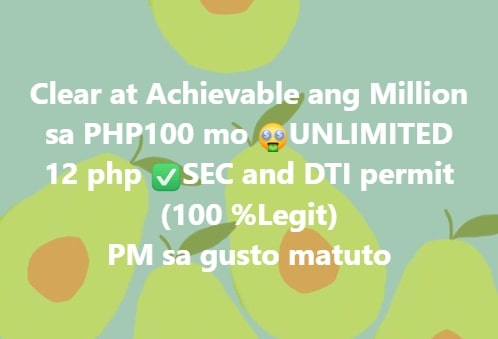 Clear at Achievable ang Million
sa PHP100 mo 🤑UNLIMITED
12 php ✅SEC and DTI permit
(100 %Legit)
PM sa gusto matuto